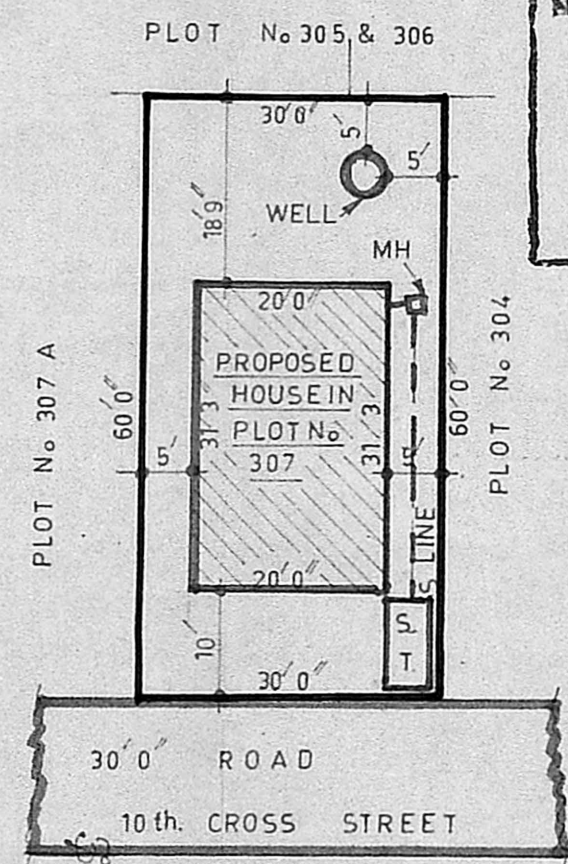 PLOT No 305 & 306
30'0"
5'
5'
WELL
18'9"
MH
20'0"
PROPOSED
HOUSE IN
PLOT No
307
31'3"
31'3"
60'0"
60'0"
PLOT No 307 A
PLOT No 304
5'
5'
S LINE
20'0"
10'
S.
T
30'0"
30'0" ROAD
10th. CROSS STREET